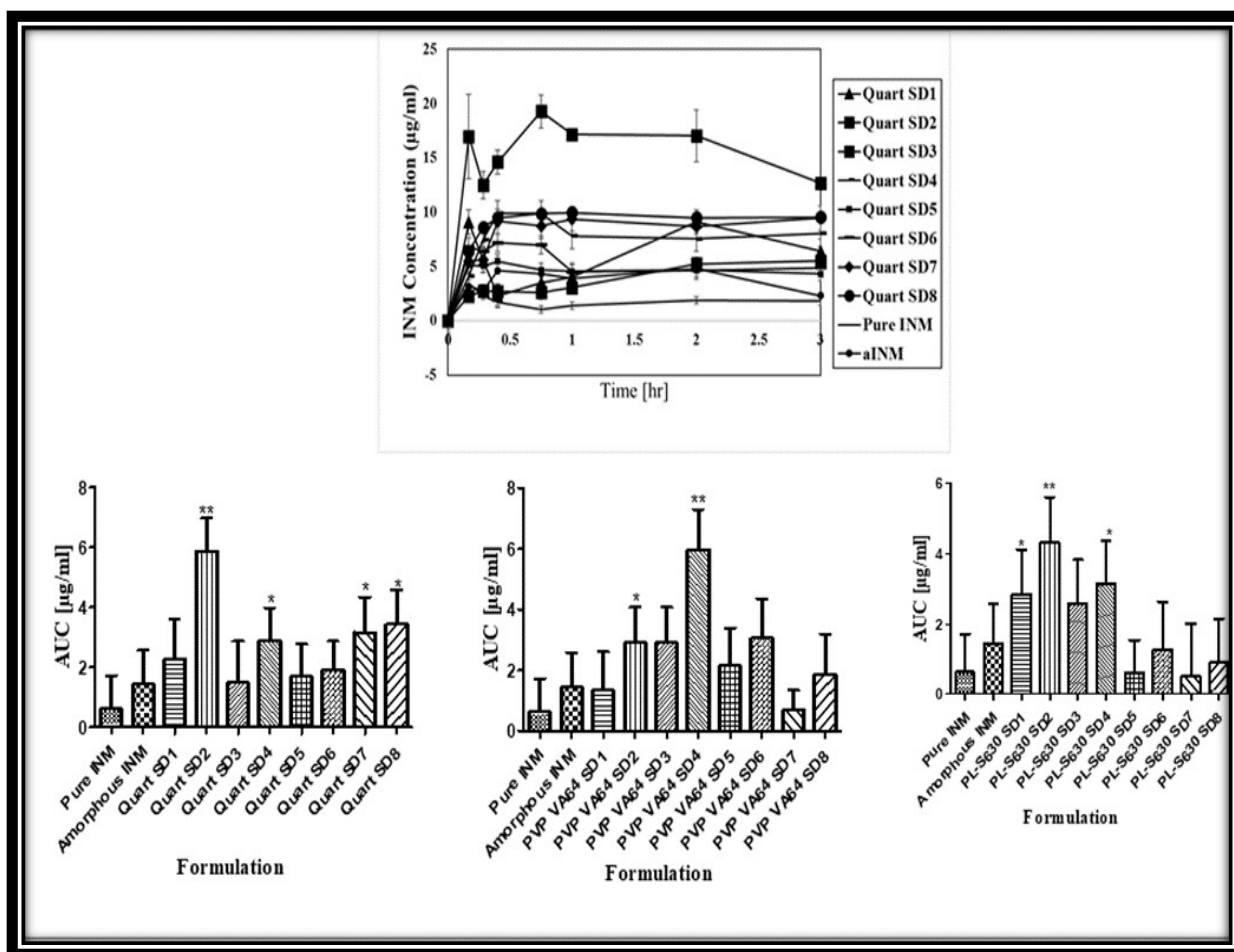 25
20
15
10
5
0
-5
INM Concentration (µg/ml)
0 0.5 1 1.5 2 2.5 3
Time [hr]
Quart SD1
Quart SD2
Quart SD3
Quart SD4
Quart SD5
Quart SD6
Quart SD7
Quart SD8
Pure INM
aINM
8
6
4
2
0
AUC [µg/ml]
**
*
*
*
Pure INM
Amorphous INM
Quart SD1
Quart SD2
Quart SD3
Quart SD4
Quart SD5
Quart SD6
Quart SD7
Quart SD8
Formulation
8
6
4
2
0
AUC [µg/ml]
*
**
Pure INM
Amorphous INM
PVP VA64 SD1
PVP VA64 SD2
PVP VA64 SD3
PVP VA64 SD4
PVP VA64 SD5
PVP VA64 SD6
PVP VA64 SD7
PVP VA64 SD8
Formulation
6
4
2
0
AUC [µg/ml]
*
**
*
Pure INM
Amorphous INM
PL-S630 SD1
PL-S630 SD2
PL-S630 SD3
PL-S630 SD4
PL-S630 SD5
PL-S630 SD6
PL-S630 SD7
PL-S630 SD8
Formulation